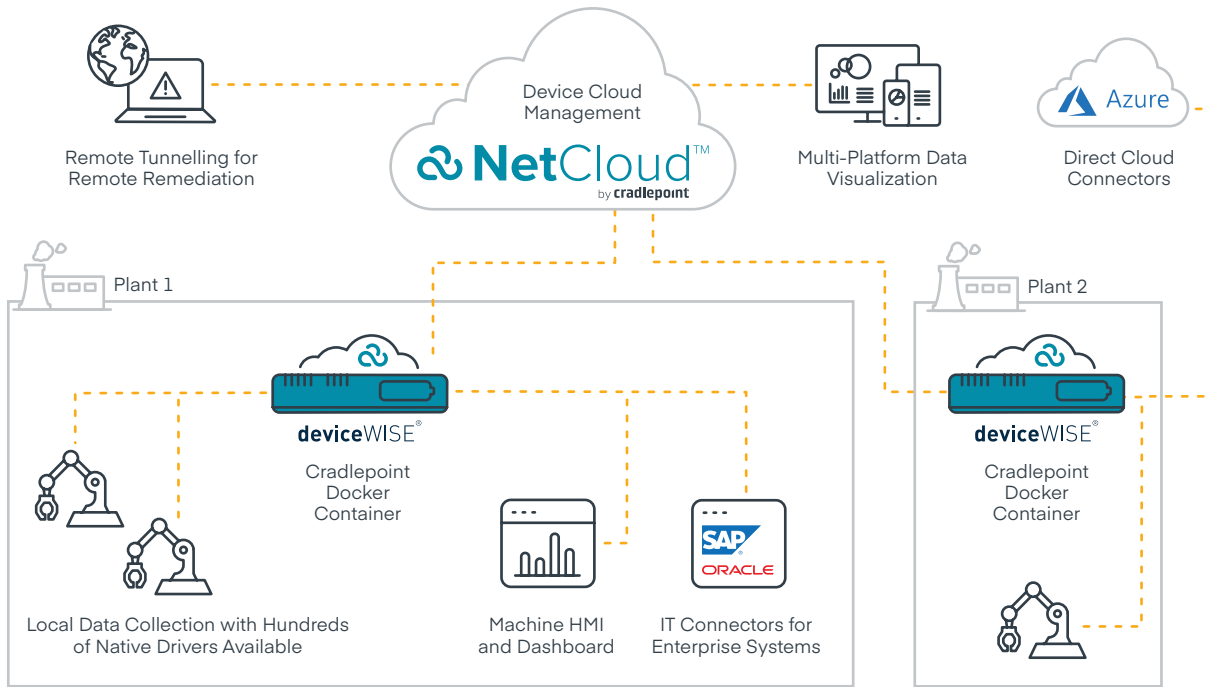 Device Cloud
Management
NetCloud™
by cradlepoint
Remote Tunnelling for
Remote Remediation
Multi-Platform Data
Visualization
Azure
Direct Cloud
Connectors
Plant 1
deviceWISE®
Cradlepoint
Docker
Container
Local Data Collection with Hundreds
of Native Drivers Available
Machine HMI
and Dashboard
SAP®
ORACLE
IT Connectors for
Enterprise Systems
Plant 2
deviceWISE®
Cradlepoint
Docker
Container